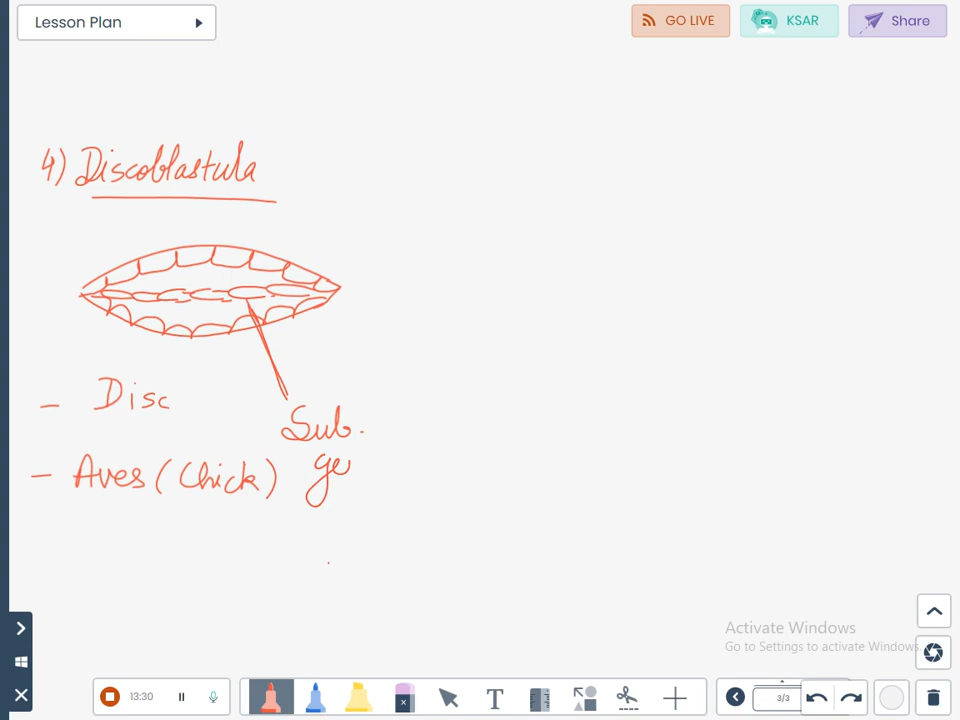 Lesson Plan
GO LIVE
KSAR
Share
4) Discoblastula
- Disc
Sub.
ge
- Aves (Chick)
Activate Windows
Go to Settings to activate Windows.
13:30
T
3/3